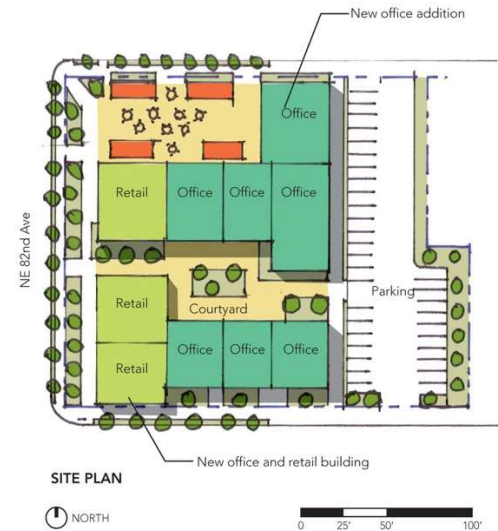 New office addition
Office
Retail
Office
Office
Office
NE 82nd Ave
Retail
Courtyard
Parking
Retail
Office
Office
Office
New office and retail building
SITE PLAN
NORTH
0 25' 50' 100'